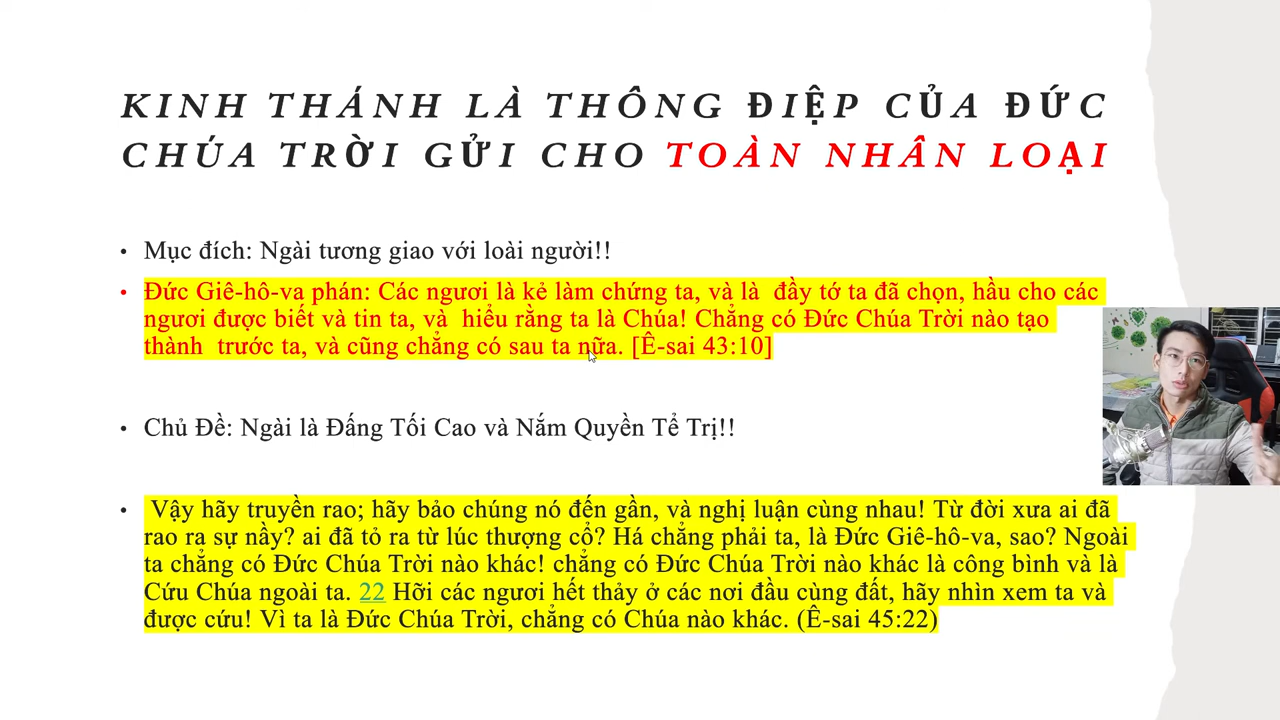 KINH THÁNH LÀ THÔNG ĐIỆP CỦA ĐỨC
CHÚA TRỜI GỬI CHO TOÀN NHÂN LOẠI
• Mục đích: Ngài tương giao với loài người!!
• Đức Giê-hô-va phán: Các ngươi là kẻ làm chứng ta, và là đầy tớ ta đã chọn, hầu cho các
ngươi được biết và tin ta, và hiểu rằng ta là Chúa! Chẳng có Đức Chúa Trời nào tạo
thành trước ta, và cũng chẳng có sau ta nữa. [Ê-sai 43:10]
• Chủ Đề: Ngài là Đấng Tối Cao và Nắm Quyền Tể Trị!!
• Vậy hãy truyền rao; hãy bảo chúng nó đến gần, và nghị luận cùng nhau! Từ đời xưa ai đã
rao ra sự nầy? ai đã tỏ ra từ lúc thượng cổ? Há chẳng phải ta, là Đức Giê-hô-va, sao? Ngoài
ta chẳng có Đức Chúa Trời nào khác! chẳng có Đức Chúa Trời nào khác là công bình và là
Cứu Chúa ngoài ta. 22 Hỡi các ngươi hết thảy ở các nơi đầu cùng đất, hãy nhìn xem ta và
được cứu! Vì ta là Đức Chúa Trời, chẳng có Chúa nào khác. (Ê-sai 45:22)